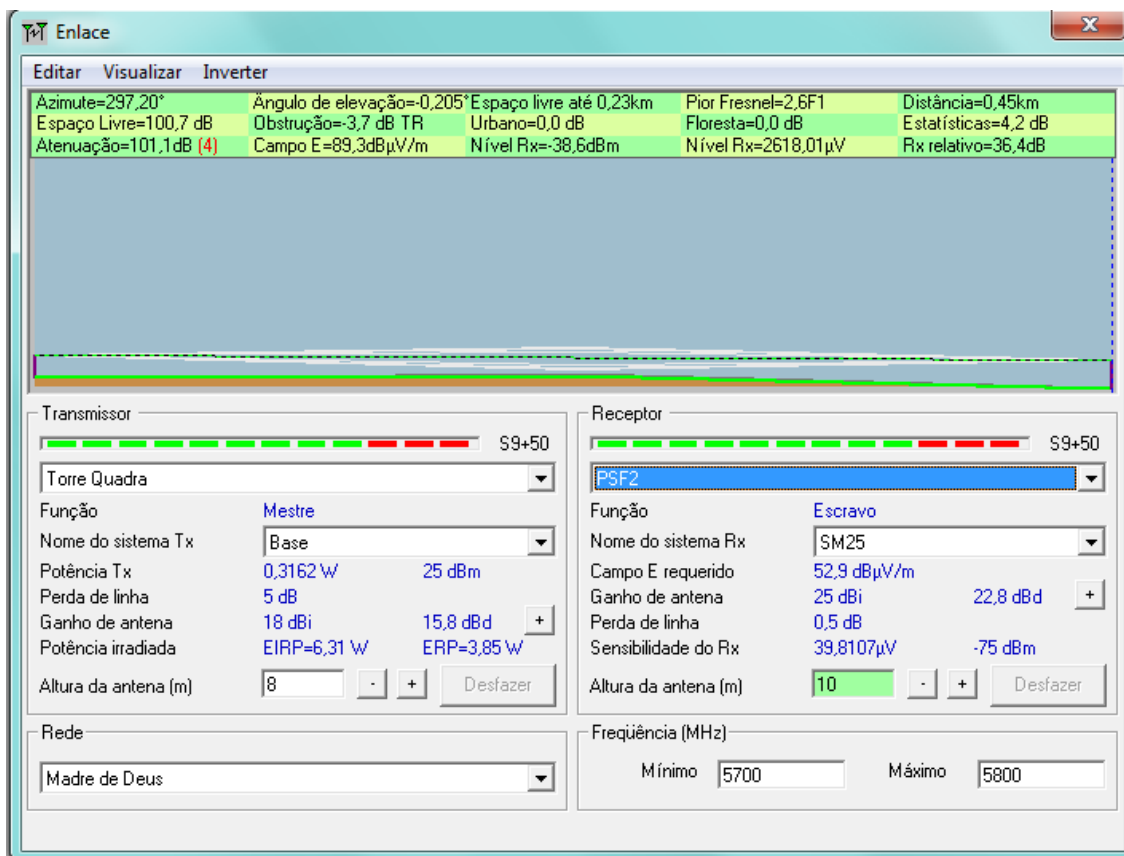 Enlace
Editar Visualizar Inverter
Azimute=297,20° Ângulo de elevação=-0,205° Espaço livre até 0,23km Pior Fresnel=2,6F1 Distância=0,45km
Espaço Livre=100,7 dB Obstrução=-3,7 dB TR Urbano=0,0 dB Floresta=0,0 dB Estatísticas=4,2 dB
Atenuação=101,1dB (4) Campo E=89,3dBµV/m Nível Rx=-38,6dBm Nível Rx=2618,01µV Rx relativo=36,4dB
Transmissor
S9+50
Torre Quadra
Função Mestre
Nome do sistema Tx Base
Potência Tx 0,3162 W 25 dBm
Perda de linha 5 dB
Ganho de antena 18 dBi 15,8 dBd +
Potência irradiada EIRP=6,31 W ERP=3,85 W
Altura da antena (m) 8 - + Desfazer
Receptor
S9+50
PSF2
Função Escravo
Nome do sistema Rx SM25
Campo E requerido 52,9 dBµV/m
Ganho de antena 25 dBi 22,8 dBd +
Perda de linha 0,5 dB
Sensibilidade do Rx 39,8107µV -75 dBm
Altura da antena (m) 10 - + Desfazer
Rede
Madre de Deus
Freqüência (MHz)
Mínimo 5700 Máximo 5800